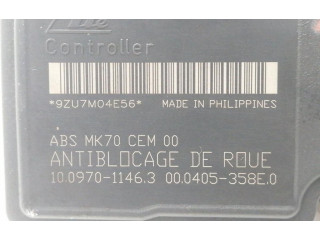 Controller
*9ZU7M04E56* MADE IN PHILIPPINES
ABS MK70 CEM 00
ANTIBLOCAGE DE ROUE
10.0970-1146.3 00.0405-358E.0